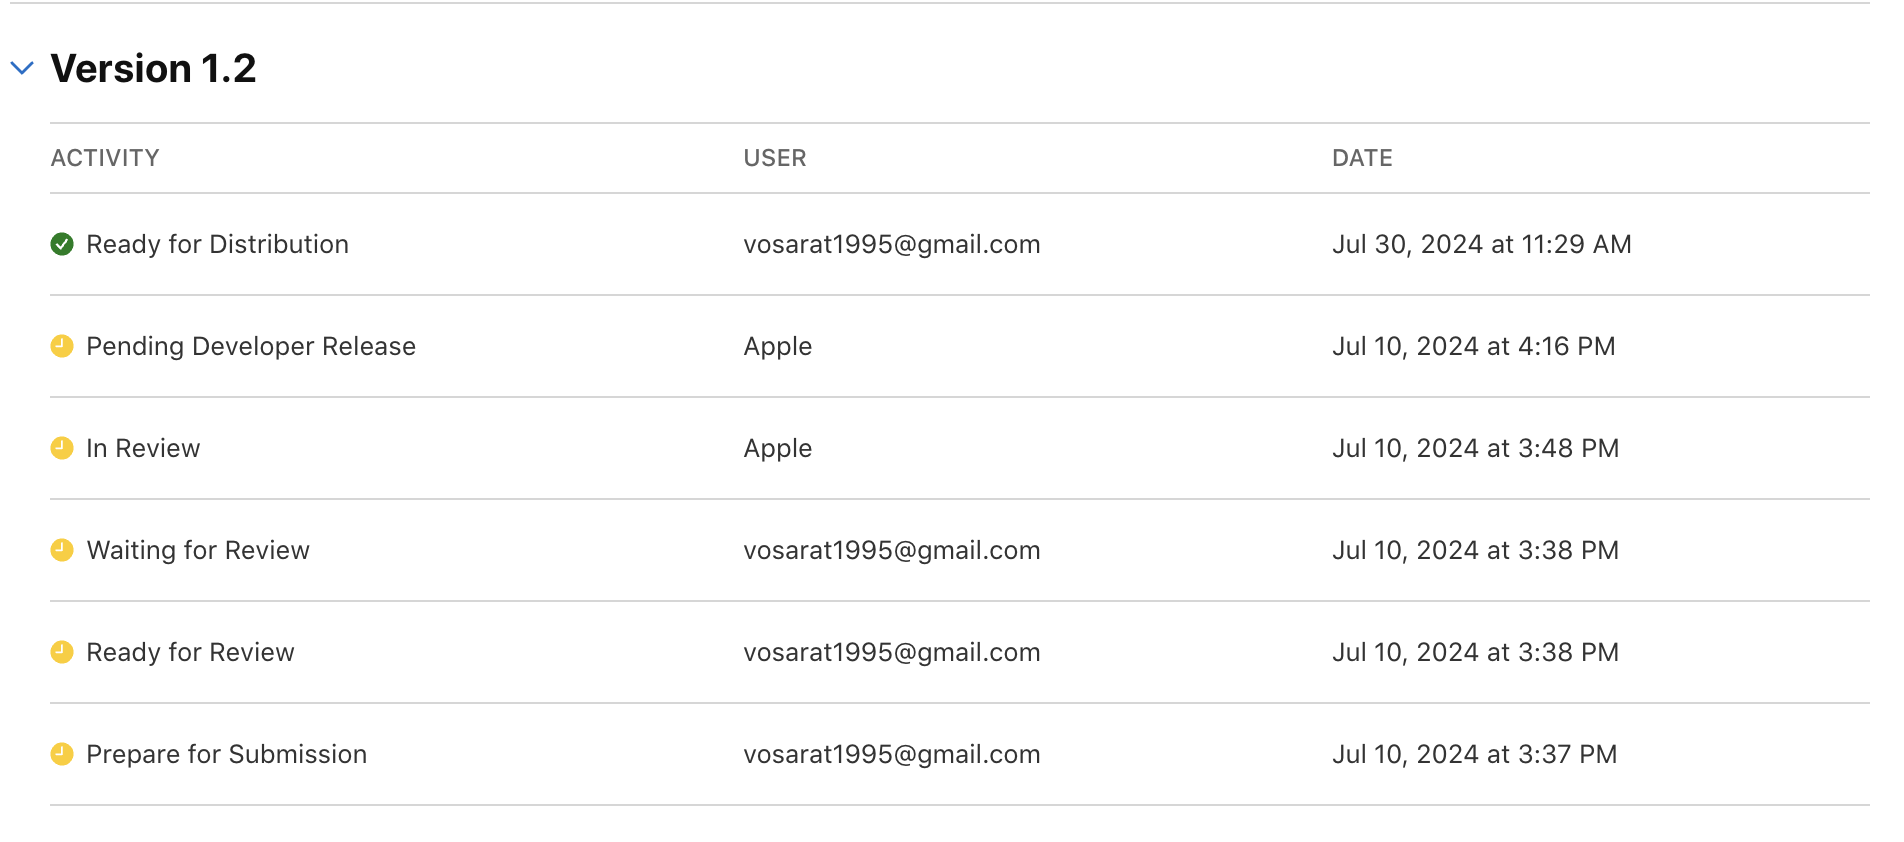 Version 1.2
ACTIVITY USER DATE
Ready for Distribution vosarat1995@gmail.com Jul 30, 2024 at 11:29 AM
Pending Developer Release Apple Jul 10, 2024 at 4:16 PM
In Review Apple Jul 10, 2024 at 3:48 PM
Waiting for Review vosarat1995@gmail.com Jul 10, 2024 at 3:38 PM
Ready for Review vosarat1995@gmail.com Jul 10, 2024 at 3:38 PM
Prepare for Submission vosarat1995@gmail.com Jul 10, 2024 at 3:37 PM